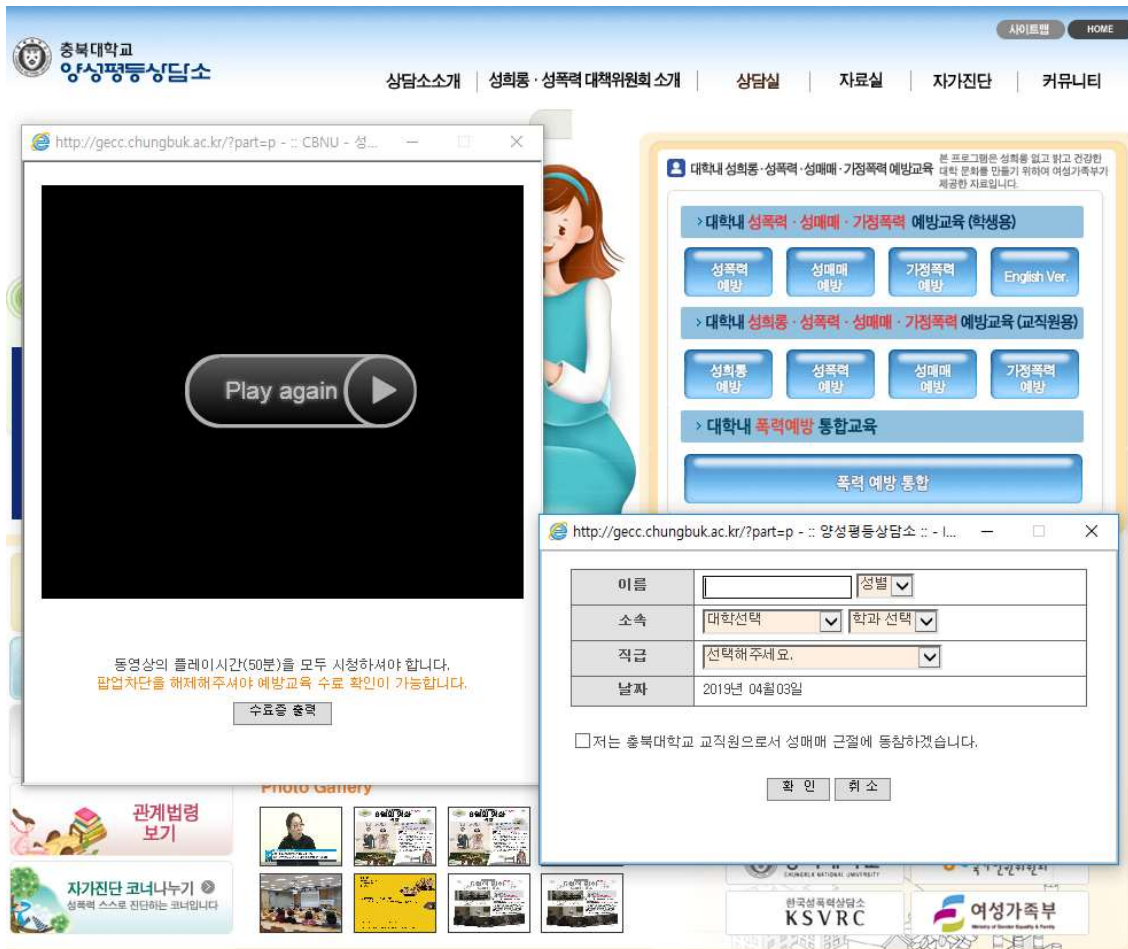 사이트맵
HOME
충북대학교
양성평등상담소
상담소소개
성희롱 · 성폭력 대책위원회 소개
상담실
자료실
자가진단
커뮤니티
http://gecc.chungbuk.ac.kr/?part=p - :: CBNU - 성...
Play again
동영상의 플레이시간(50분)을 모두 시청하셔야 합니다.
팝업차단을 해제해주셔야 예방교육 수료 확인이 가능합니다.
수료증 출력
대학내 성희롱·성폭력·성매매·가정폭력 예방교육
본 프로그램은 성희롱 없고 밝고 건강한
대학 문화를 만들기 위하여 여성가족부가
제공한 자료입니다.
› 대학내 성폭력 · 성매매 · 가정폭력 예방교육 (학생용)
성폭력
예방
성매매
예방
가정폭력
예방
English Ver.
› 대학내 성희롱 · 성폭력 · 성매매 · 가정폭력 예방교육 (교직원용)
성희롱
예방
성폭력
예방
성매매
예방
가정폭력
예방
› 대학내 폭력예방 통합교육
폭력 예방 통합
http://gecc.chungbuk.ac.kr/?part=p - :: 양성평등상담소 :: - I...
이름
성별
소속
대학선택
학과 선택
직급
선택해주세요.
날짜
2019년 04월03일
저는 충북대학교 교직원으로서 성매매 근절에 동참하겠습니다.
확 인
취 소
Photo Gallery
관계법령
보기
자가진단 코너나누기
성폭력 스스로 진단하는 코너입니다
CHUNGBUK NATIONAL UNIVERSITY
한국성폭력상담소
KSVRC
여성가족부
Ministry of Gender Equality & Family